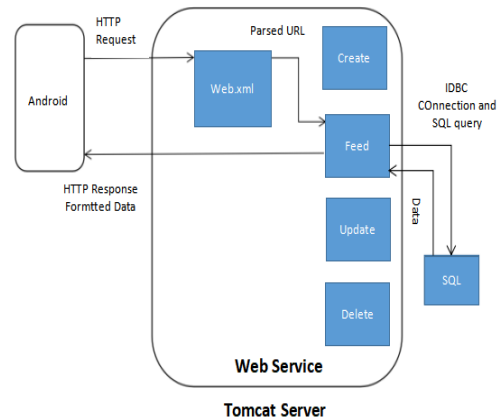 HTTP
Request
Parsed URL
Create
Android
Web.xml
IDBC
COnnection and
SQL query
Feed
HTTP Response
Formtted Data
Data
Update
SQL
Delete
Web Service
Tomcat Server